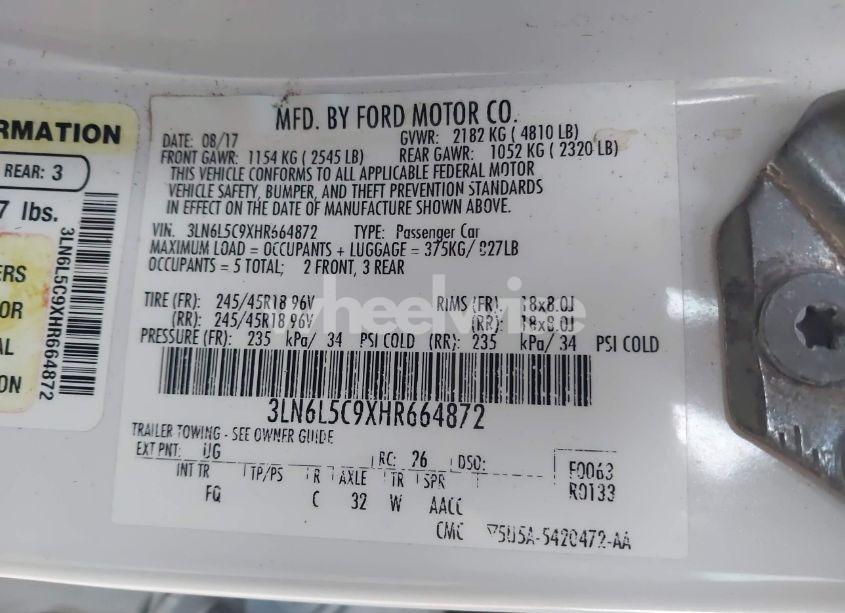 RMATION
REAR: 3
7 lbs.
ERS
OR
AL
ON
3LN6L5C9XHR664872
MFD. BY FORD MOTOR CO.
DATE: 08/17 GVWR: 2182 KG ( 4810 LB)
FRONT GAWR: 1154 KG ( 2545 LB) REAR GAWR: 1052 KG ( 2320 LB)
THIS VEHICLE CONFORMS TO ALL APPLICABLE FEDERAL MOTOR
VEHICLE SAFETY, BUMPER, AND THEFT PREVENTION STANDARDS
IN EFFECT ON THE DATE OF MANUFACTURE SHOWN ABOVE.
VIN: 3LN6L5C9XHR664872 TYPE: Passenger Car
MAXIMUM LOAD = OCCUPANTS + LUGGAGE = 375KG/ 827LB
OCCUPANTS = 5 TOTAL; 2 FRONT, 3 REAR
TIRE (FR): 245/45R18 96V RIMS (FR): 18x8.0J
(RR): 245/45R18 96V (RR): 18x8.0J
PRESSURE (FR): 235 kPa/ 34 PSI COLD (RR): 235 kPa/ 34 PSI COLD
3LN6L5C9XHR664872
TRAILER TOWING - SEE OWNER GUIDE
EXT PNT: UG RC: 26 DSO: F0063
INT TR TP/PS R AXLE TR SPR R0133
FQ C 32 W AACC
CMC 5U5A-5420472-AA
wheelwise